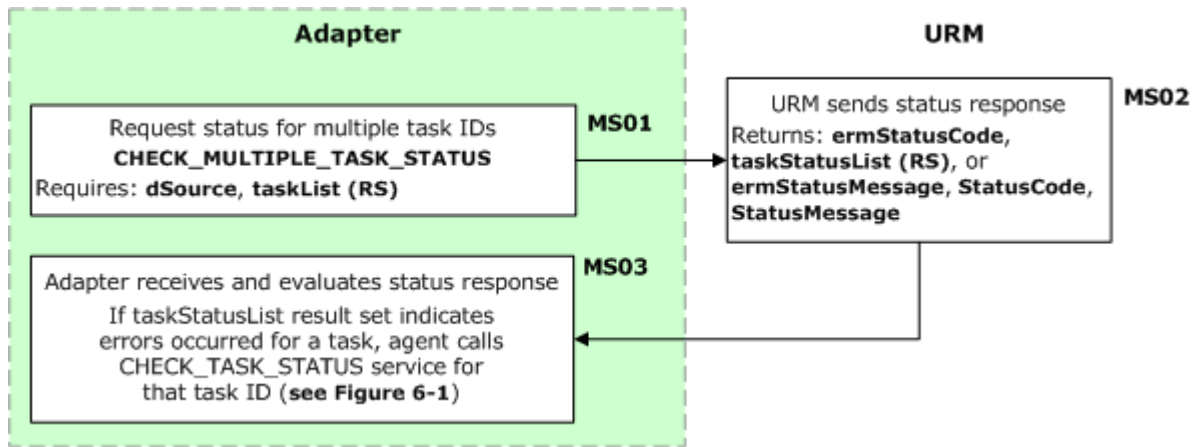 Adapter
URM
Request status for multiple task IDs
CHECK_MULTIPLE_TASK_STATUS
Requires: dSource, taskList (RS)
MS01
URM sends status response
Returns: ermStatusCode,
taskStatusList (RS), or
ermStatusMessage, StatusCode,
StatusMessage
MS02
Adapter receives and evaluates status response
If taskStatusList result set indicates
errors occurred for a task, agent calls
CHECK_TASK_STATUS service for
that task ID (see Figure 6-1)
MS03